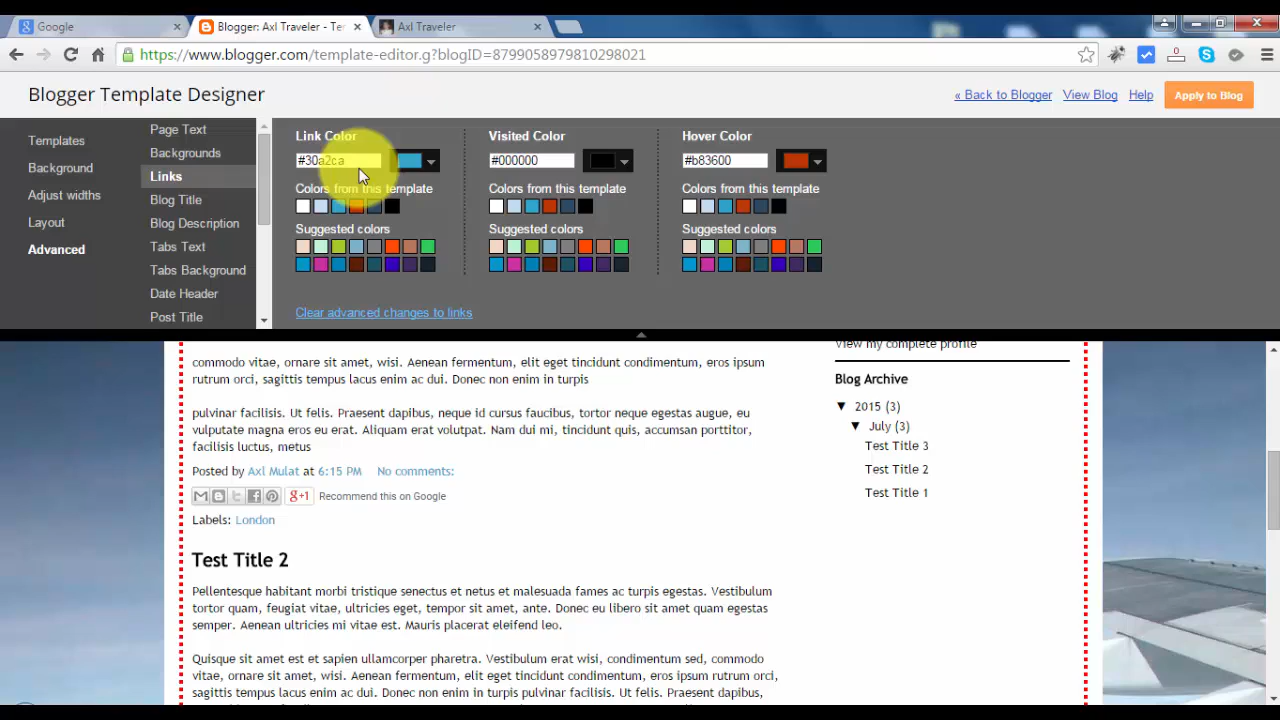 Google
Blogger: Axl Traveler - Te
Axl Traveler
https://www.blogger.com/template-editor.g?blogID=8799058979810298021
Blogger Template Designer
« Back to Blogger
View Blog
Help
Apply to Blog
Templates
Background
Adjust widths
Layout
Advanced
Page Text
Backgrounds
Links
Blog Title
Blog Description
Tabs Text
Tabs Background
Date Header
Post Title
Link Color
#30a2ca
Colors from this template
Suggested colors
Visited Color
#000000
Colors from this template
Suggested colors
Hover Color
#b83600
Colors from this template
Suggested colors
Clear advanced changes to links
commodo vitae, ornare sit amet, wisi. Aenean fermentum, elit eget tincidunt condimentum, eros ipsum
rutrum orci, sagittis tempus lacus enim ac dui. Donec non enim in turpis
pulvinar facilisis. Ut felis. Praesent dapibus, neque id cursus faucibus, tortor neque egestas augue, eu
vulputate magna eros eu erat. Aliquam erat volutpat. Nam dui mi, tincidunt quis, accumsan porttitor,
facilisis luctus, metus
Posted by Axl Mulat at 6:15 PM No comments:
g+1 Recommend this on Google
Labels: London
Test Title 2
Pellentesque habitant morbi tristique senectus et netus et malesuada fames ac turpis egestas. Vestibulum
tortor quam, feugiat vitae, ultricies eget, tempor sit amet, ante. Donec eu libero sit amet quam egestas
semper. Aenean ultricies mi vitae est. Mauris placerat eleifend leo.
Quisque sit amet est et sapien ullamcorper pharetra. Vestibulum erat wisi, condimentum sed, commodo
vitae, ornare sit amet, wisi. Aenean fermentum, elit eget tincidunt condimentum, eros ipsum rutrum orci,
sagittis tempus lacus enim ac dui. Donec non enim in turpis pulvinar facilisis. Ut felis. Praesent dapibus,
View my complete profile
Blog Archive
▼ 2015 (3)
▼ July (3)
Test Title 3
Test Title 2
Test Title 1